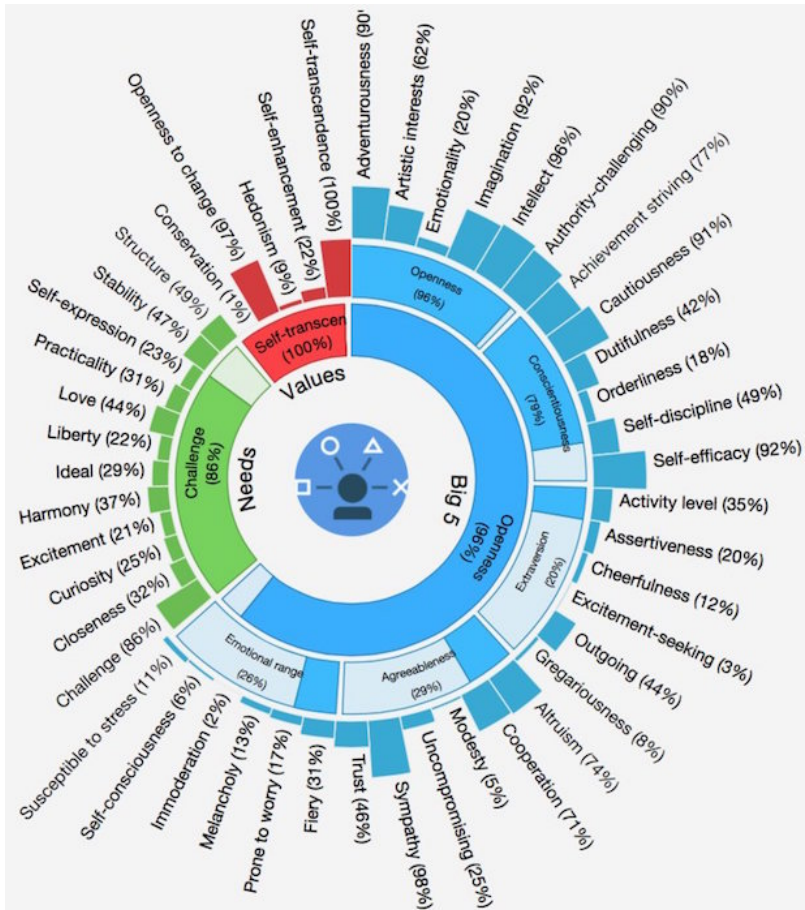 Adventurousness (90
Artistic interests (62%)
Emotionality (20%)
Imagination (92%)
Intellect (96%)
Authority-challenging (90%)
Achievement striving (77%)
Cautiousness (91%)
Dutifulness (42%)
Orderliness (18%)
Self-discipline (49%)
Self-efficacy (92%)
Activity level (35%)
Assertiveness (20%)
Cheerfulness (12%)
Excitement-seeking (3%)
Outgoing (44%)
Gregariousness (8%)
Altruism (74%)
Cooperation (71%)
Modesty (5%)
Uncompromising (25%)
Sympathy (98%)
Trust (46%)
Fiery (31%)
Prone to worry (17%)
Melancholy (13%)
Immoderation (2%)
Self-consciousness (6%)
Susceptible to stress (11%)
Challenge (86%)
Closeness (32%)
Curiosity (25%)
Excitement (21%)
Harmony (37%)
Ideal (29%)
Liberty (22%)
Love (44%)
Practicality (31%)
Self-expression (23%)
Stability (47%)
Structure (49%)
Conservation (1%)
Openness to change (97%)
Hedonism (9%)
Self-enhancement (22%)
Self-transcendence (100%)
Openness
(96%)
Conscientiousness
(79%)
Extraversion
(20%)
Agreeableness
(29%)
Emotional range
(26%)
Challenge
(86%)
Self-transcen
(100%)
Openness
(96%)
Big 5
Needs
Values